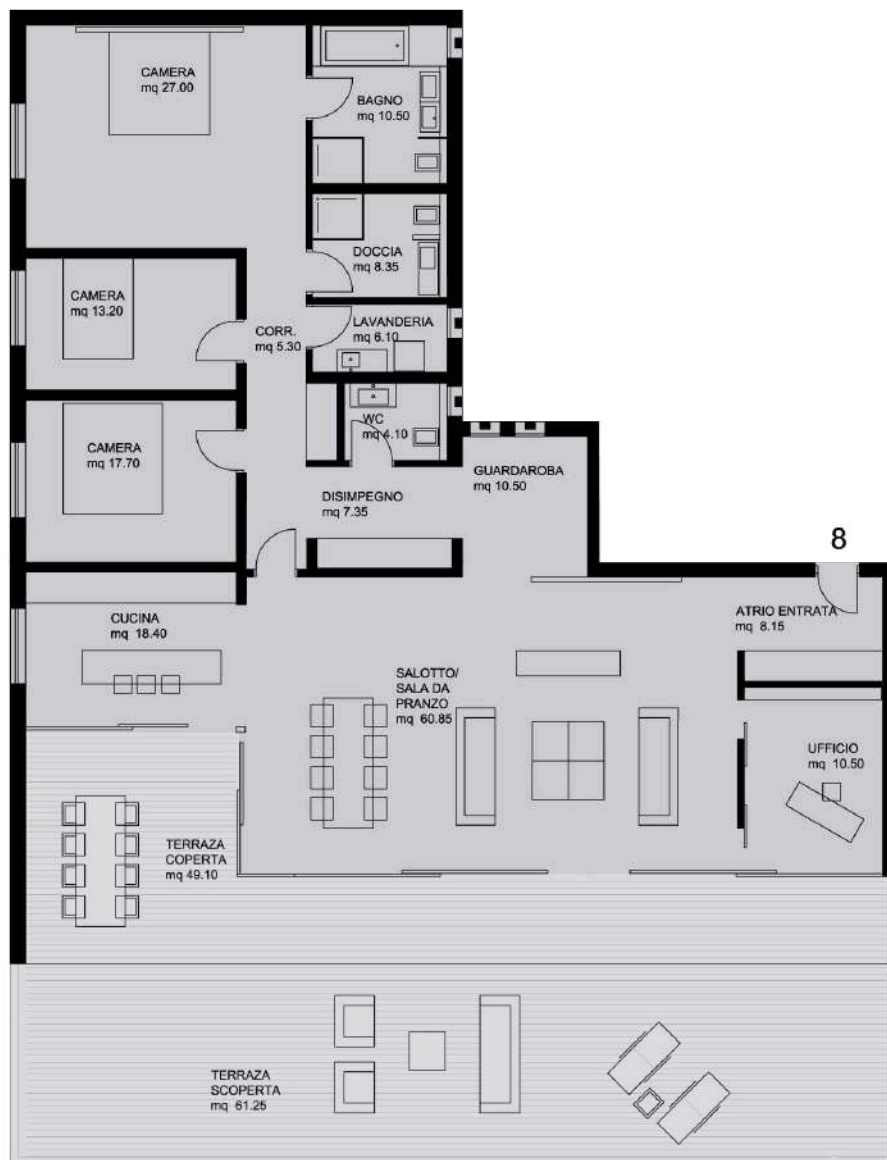 CAMERA
mq 27.00
BAGNO
mq 10.50
DOCCIA
mq 8.35
CAMERA
mq 13.20
CORR.
mq 5.30
LAVANDERIA
mq 6.10
WC
mq 4.10
CAMERA
mq 17.70
GUARDAROBA
mq 10.50
DISIMPEGNO
mq 7.35
8
CUCINA
mq 18.40
ATRIO ENTRATA
mq 8.15
SALOTTO/
SALA DA
PRANZO
mq 60.85
UFFICIO
mq 10.50
TERRAZA
COPERTA
mq 49.10
TERRAZA
SCOPERTA
mq 61.25